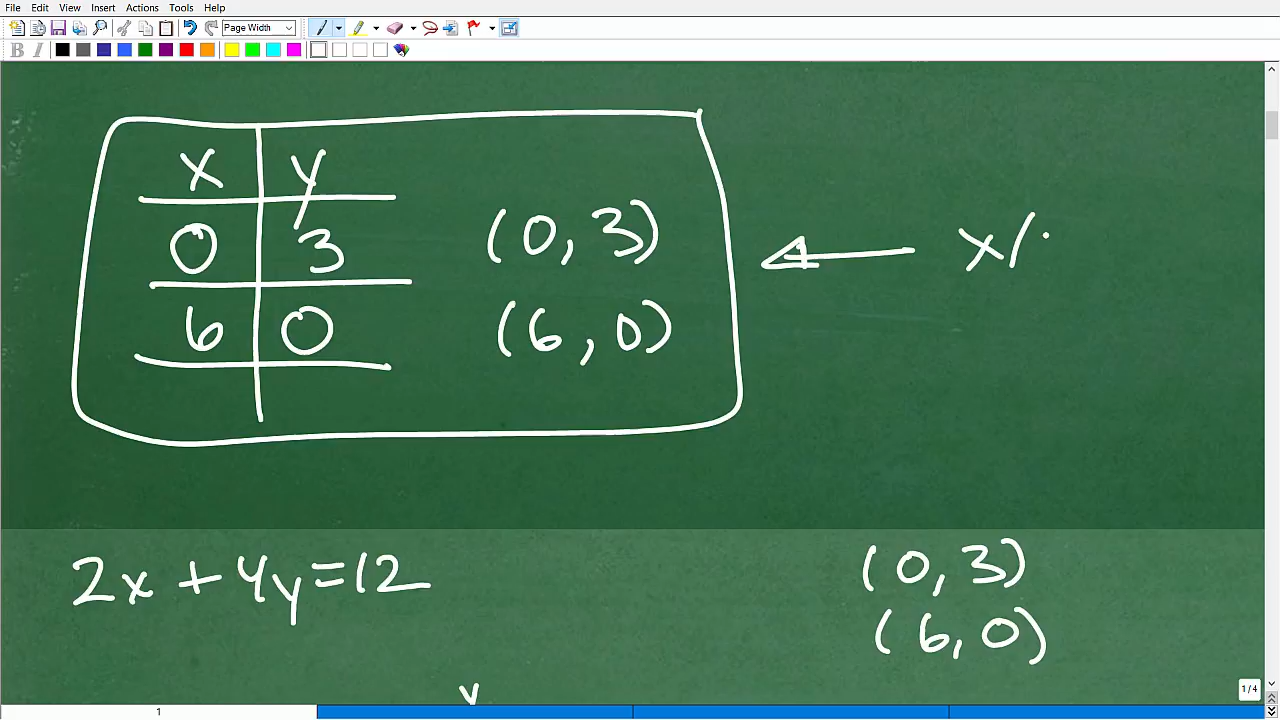 File Edit View Insert Actions Tools Help
Page Width
B I
x y
0 3 (0, 3)
x/
6 0 (6, 0)
2x + 4y = 12
(0, 3)
(6, 0)
y
1/4
1